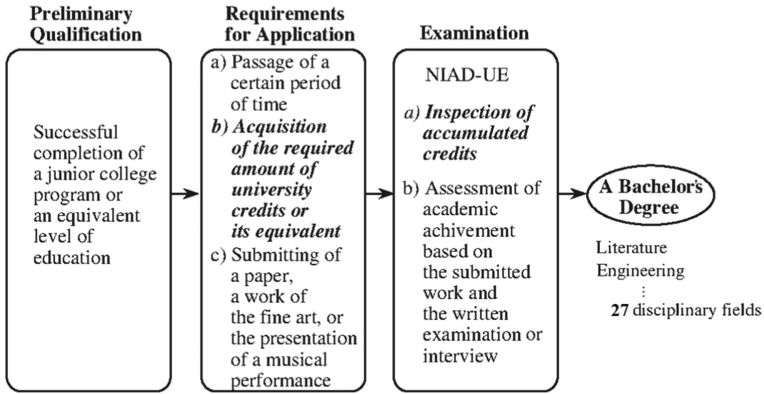 Preliminary
Qualification
Successful
completion of
a junior college
program or
an equivalent
level of
education
Requirements
for Application
a) Passage of a
certain period
of time
b) Acquisition
of the required
amount of
university
credits or
its equivalent
c) Submitting of
a paper,
a work of
the fine art, or
the presentation
of a musical
performance
Examination
NIAD-UE
a) Inspection of
accumulated
credits
b) Assessment of
academic
achivement
based on
the submitted
work and
the written
examination or
interview
A Bachelor's
Degree
Literature
Engineering
⋮
27 disciplinary fields